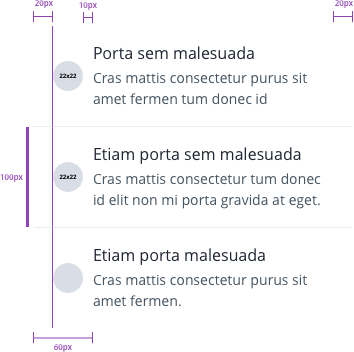 20px
10px
20px
Porta sem malesuada
22x22
Cras mattis consectetur purus sit
amet fermen tum donec id
Etiam porta sem malesuada
100px
22x22
Cras mattis consectetur tum donec
id elit non mi porta gravida at eget.
Etiam porta malesuada
Cras mattis consectetur purus sit
amet fermen.
60px